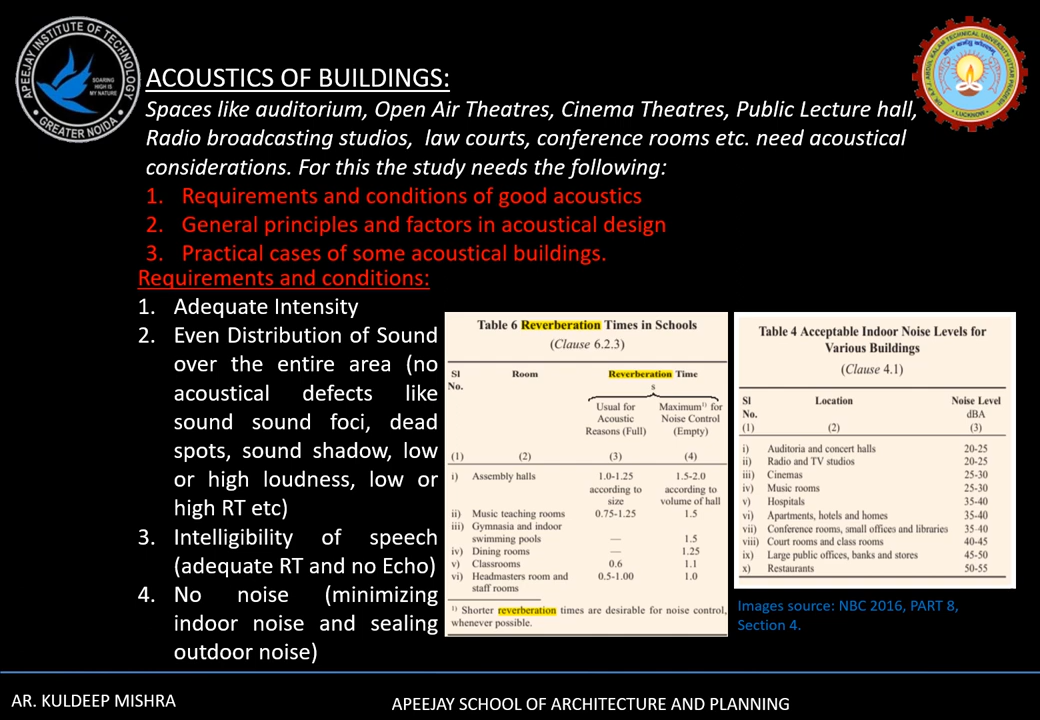 APEEJAY INSTITUTE OF TECHNOLOGY
SOARING
HIGH IS
MY NATURE
GREATER NOIDA
LUCKNOW
ACOUSTICS OF BUILDINGS:
Spaces like auditorium, Open Air Theatres, Cinema Theatres, Public Lecture hall,
Radio broadcasting studios, law courts, conference rooms etc. need acoustical
considerations. For this the study needs the following:
1. Requirements and conditions of good acoustics
2. General principles and factors in acoustical design
3. Practical cases of some acoustical buildings.
Requirements and conditions:
1. Adequate Intensity
2. Even Distribution of Sound
over the entire area (no
acoustical defects like
sound sound foci, dead
spots, sound shadow, low
or high loudness, low or
high RT etc)
3. Intelligibility of speech
(adequate RT and no Echo)
4. No noise (minimizing
indoor noise and sealing
outdoor noise)
Table 6 Reverberation Times in Schools
(Clause 6.2.3)
Sl No. Room Reverberation Time
s
Usual for Acoustic Reasons (Full) Maximum1) for Noise Control (Empty)
(1) (2) (3) (4)
i) Assembly halls 1.0-1.25 according to size 1.5-2.0 according to volume of hall
ii) Music teaching rooms 0.75-1.25 1.5
iii) Gymnasia and indoor swimming pools — 1.5
iv) Dining rooms — 1.25
v) Classrooms 0.6 1.1
vi) Headmasters room and staff rooms 0.5-1.00 1.0
1) Shorter reverberation times are desirable for noise control,
whenever possible.
Table 4 Acceptable Indoor Noise Levels for
Various Buildings
(Clause 4.1)
Sl No. Location Noise Level dBA
(1) (2) (3)
i) Auditoria and concert halls 20-25
ii) Radio and TV studios 20-25
iii) Cinemas 25-30
iv) Music rooms 25-30
v) Hospitals 35-40
vi) Apartments, hotels and homes 35-40
vii) Conference rooms, small offices and libraries 35-40
viii) Court rooms and class rooms 40-45
ix) Large public offices, banks and stores 45-50
x) Restaurants 50-55
Images source: NBC 2016, PART 8,
Section 4.
AR. KULDEEP MISHRA
APEEJAY SCHOOL OF ARCHITECTURE AND PLANNING